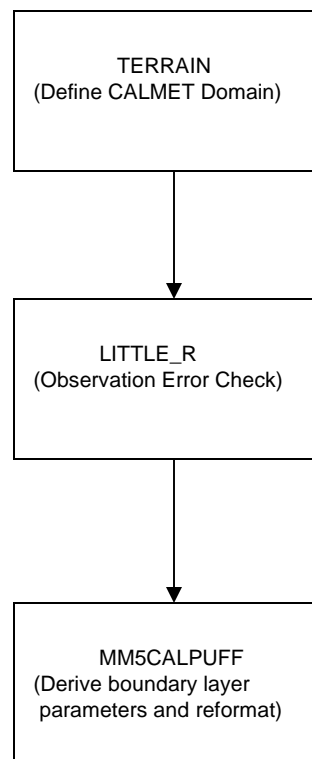 TERRAIN
(Define CALMET Domain)
LITTLE_R
(Observation Error Check)
MM5CALPUFF
(Derive boundary layer
parameters and reformat)